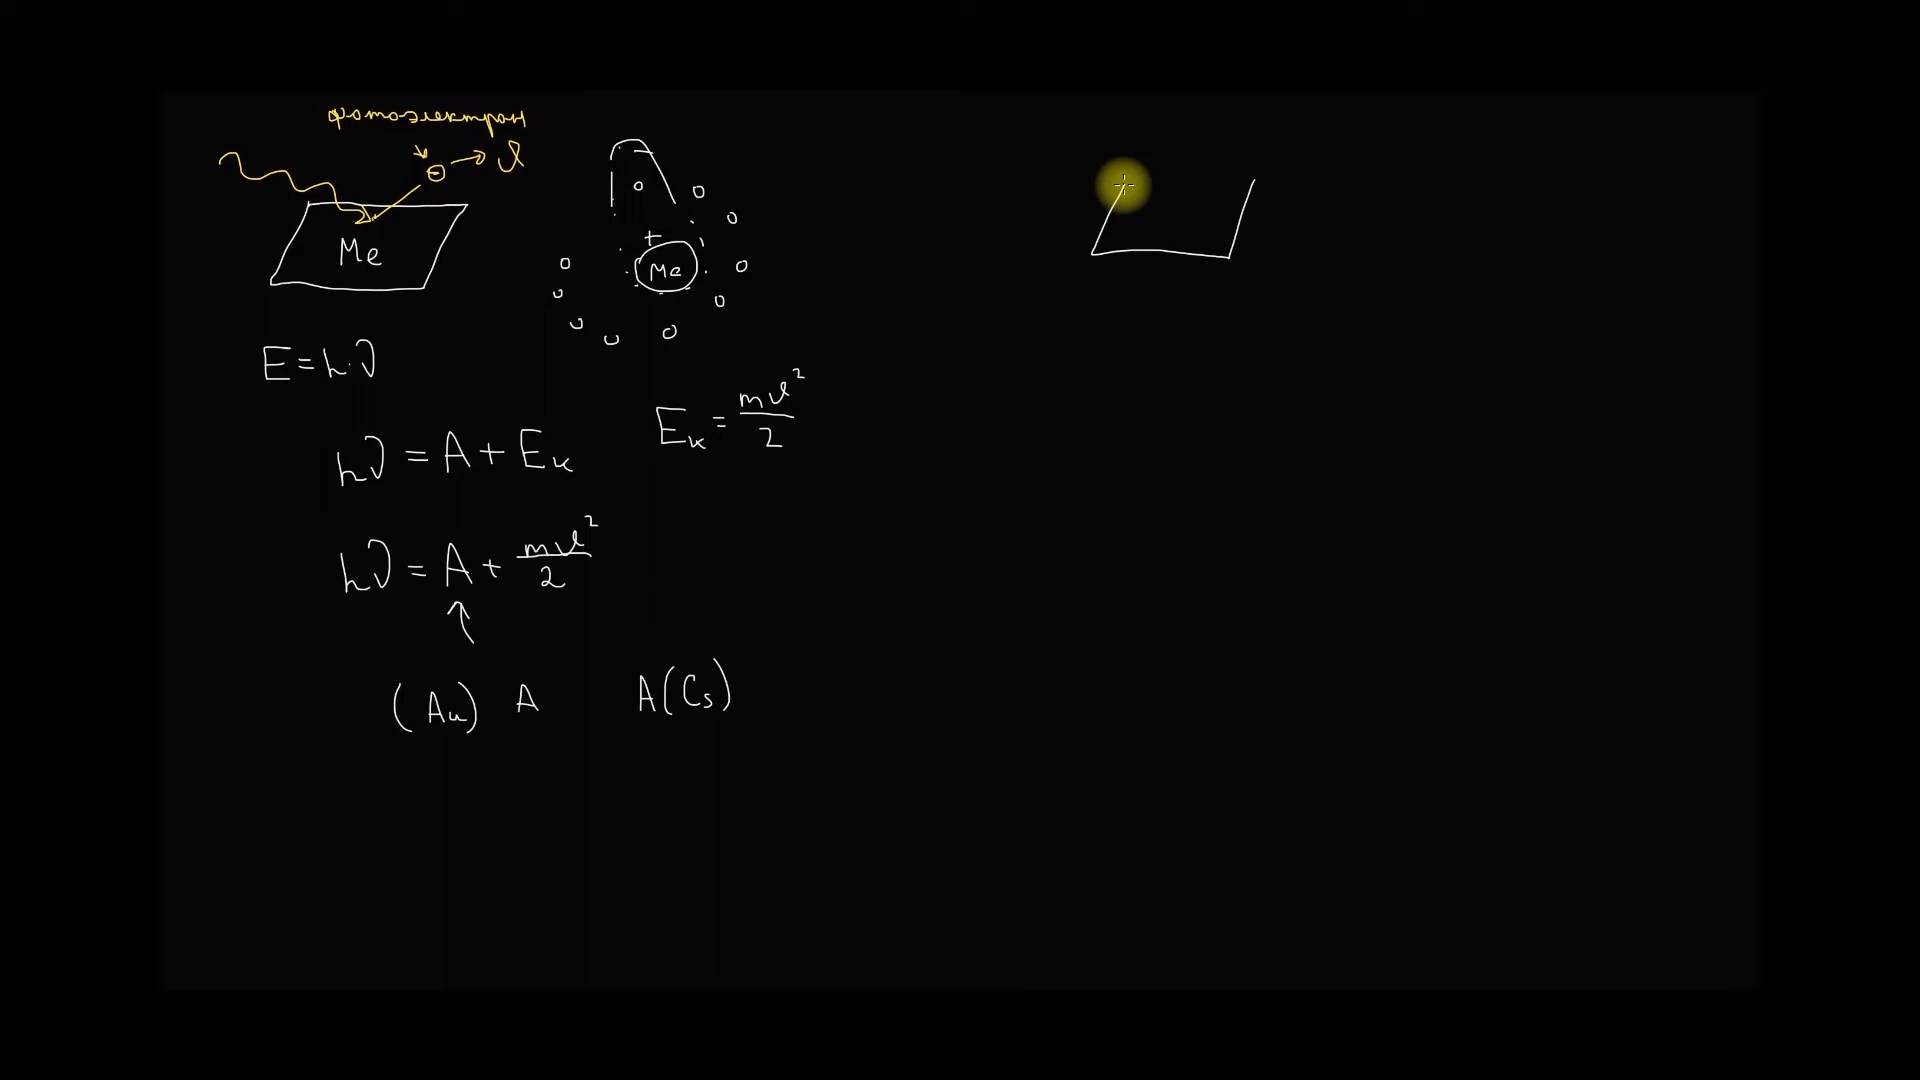 фотоэлектрон
⊖ → υ
Me
+
Me
E = h·ν
hν = A + Eк
Eк = mυ²/2
hν = A + mυ²/2
(Au) A
A(Cs)